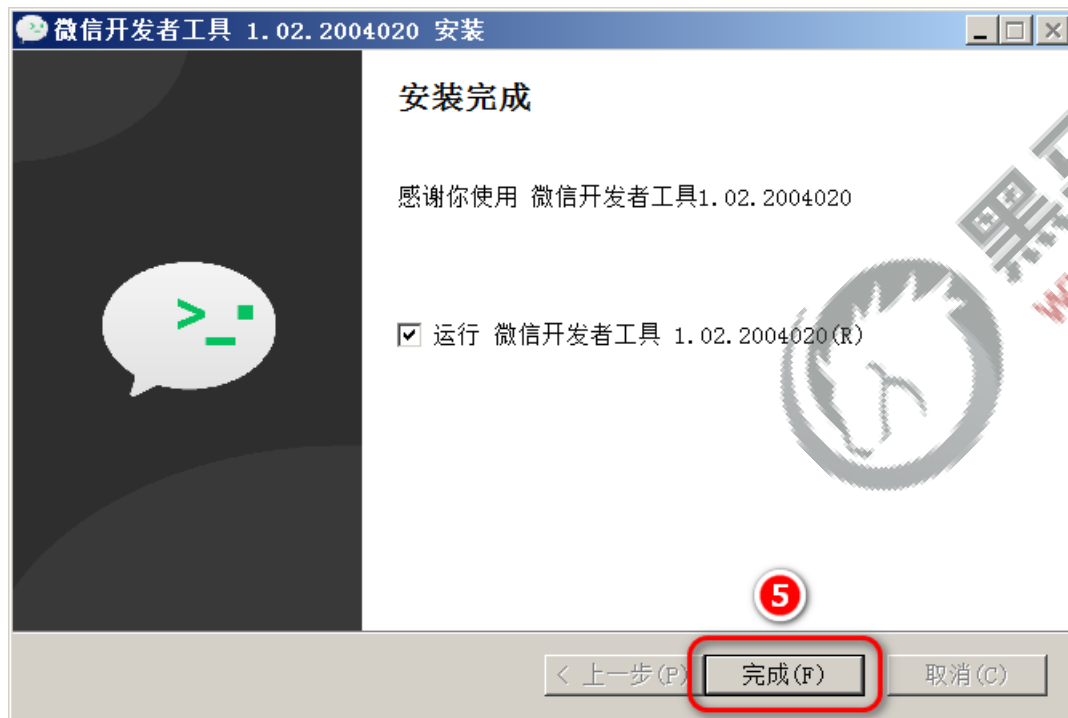 微信开发者工具 1.02.2004020 安装
安装完成
感谢你使用 微信开发者工具1.02.2004020
运行 微信开发者工具 1.02.2004020(R)
黑马
5
< 上一步(P)
完成(F)
取消(C)